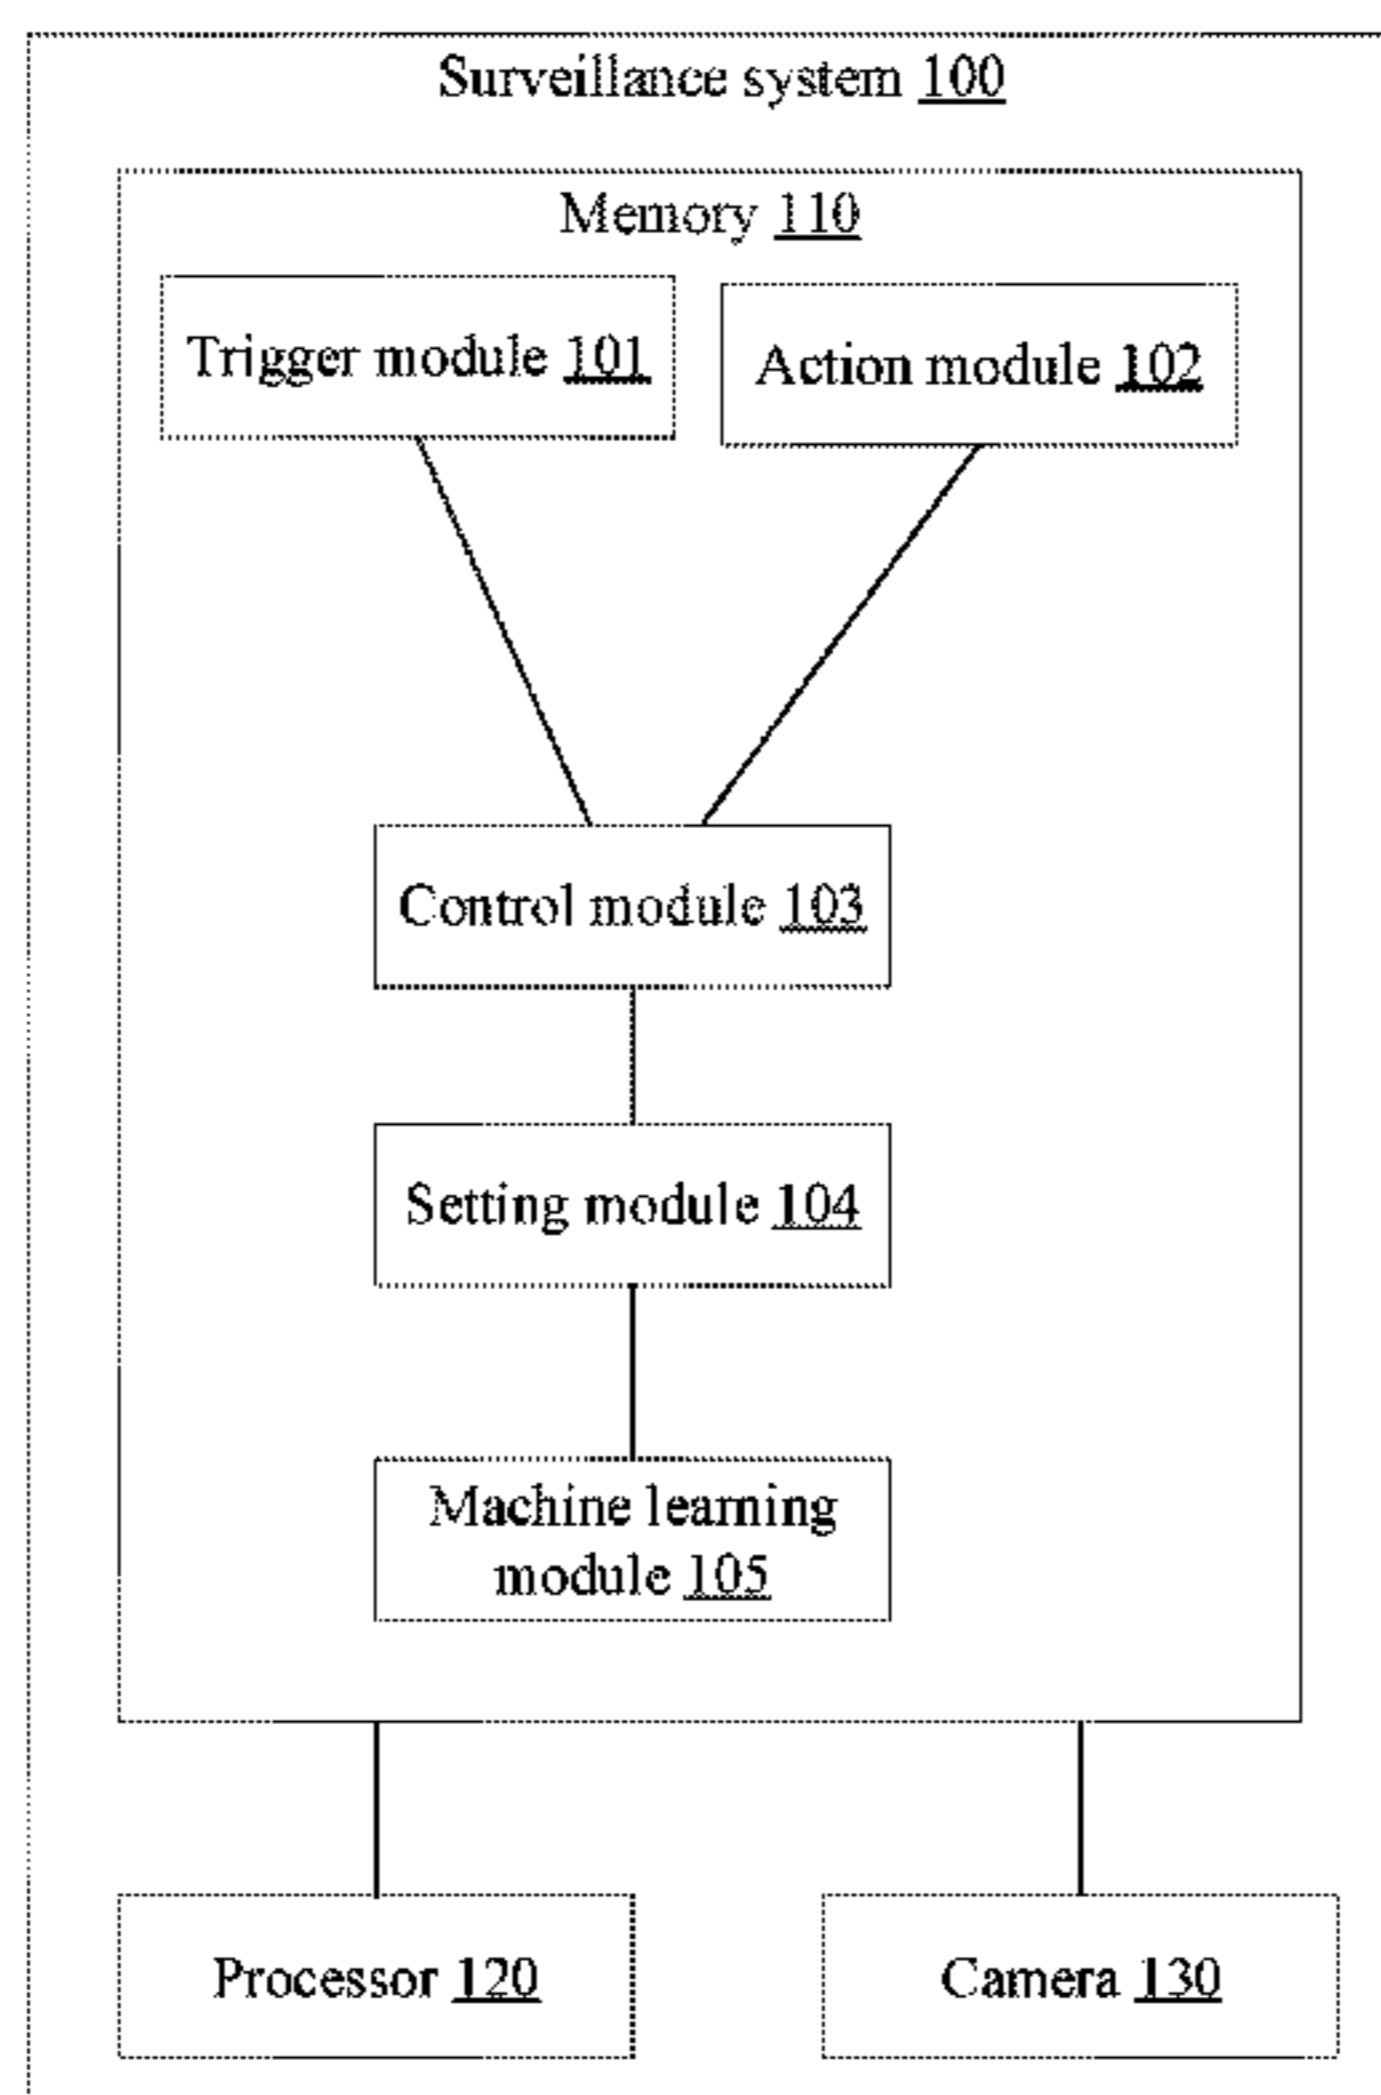 Surveillance system 100
Memory 110
Trigger module 101
Action module 102
Control module 103
Setting module 104
Machine learning
module 105
Processor 120
Camera 130